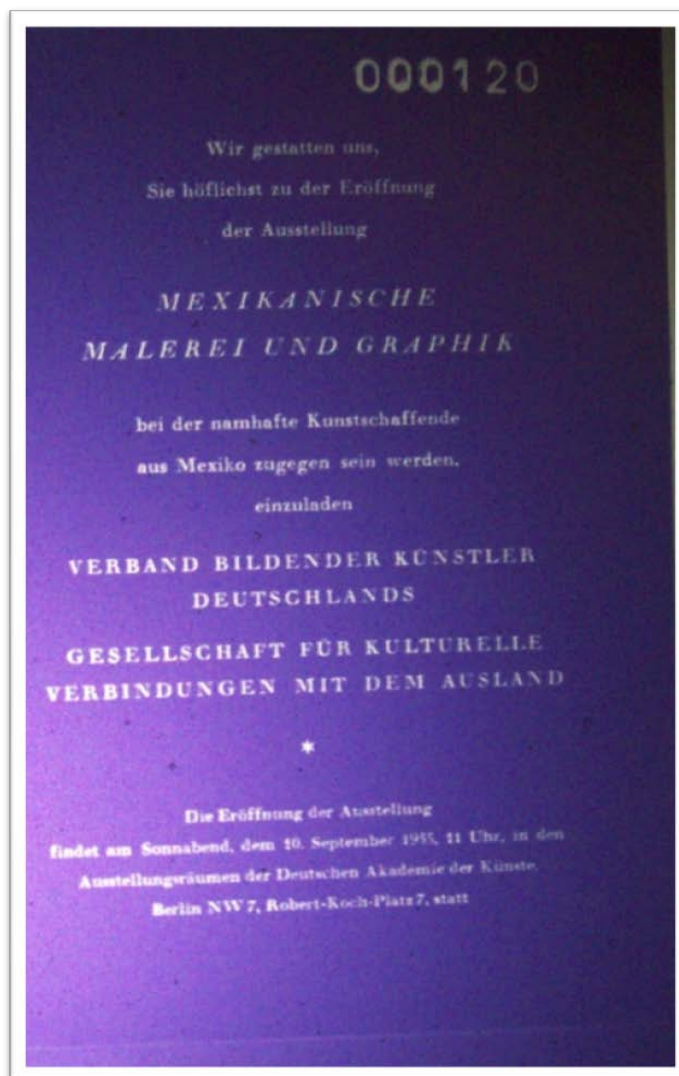 000120
Wir gestatten uns,
Sie höflichst zu der Eröffnung
der Ausstellung
MEXIKANISCHE
MALEREI UND GRAPHIK
bei der namhafte Kunstschaffende
aus Mexiko zugegen sein werden,
einzuladen
VERBAND BILDENDER KÜNSTLER
DEUTSCHLANDS
GESELLSCHAFT FÜR KULTURELLE
VERBINDUNGEN MIT DEM AUSLAND
*
Die Eröffnung der Ausstellung
findet am Sonnabend, dem 10. September 1955, 11 Uhr, in den
Ausstellungsräumen der Deutschen Akademie der Künste,
Berlin NW 7, Robert-Koch-Platz 7, statt